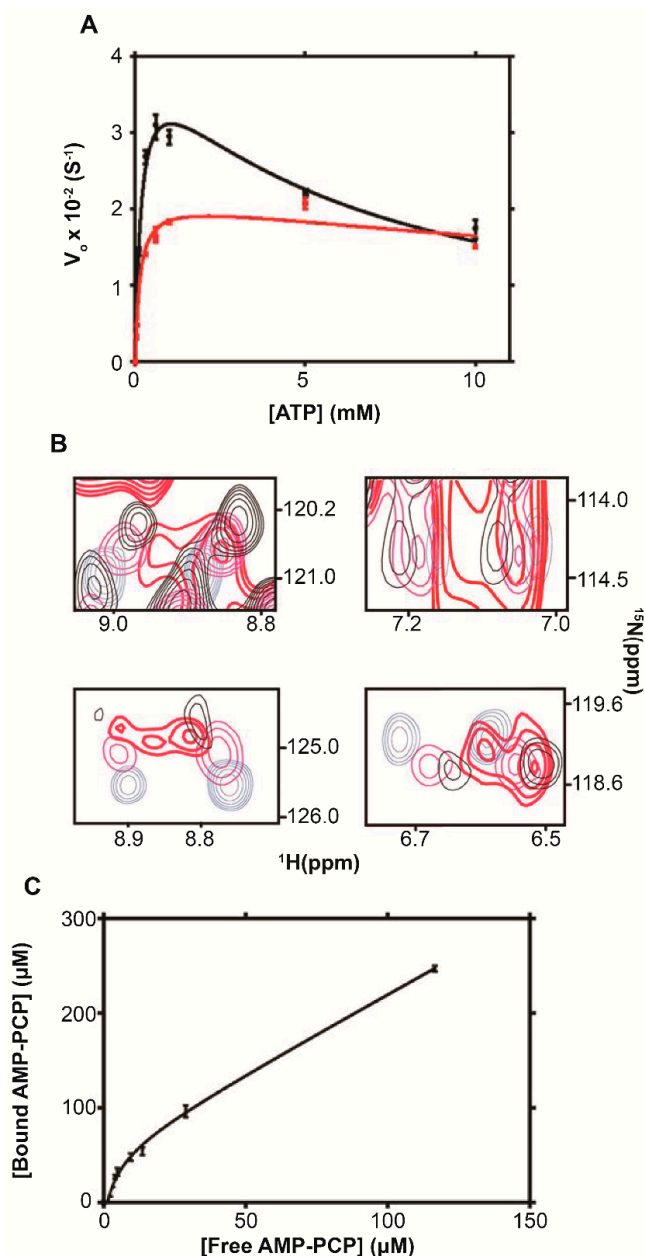 A
4
3
2
1
0
Vo x 10-2 (S-1)
0 5 10
[ATP] (mM)
B
120.2
121.0
9.0 8.8
114.0
114.5
7.2 7.0
15N(ppm)
125.0
126.0
8.9 8.8
119.6
118.6
6.7 6.5
1H(ppm)
C
300
200
100
0
[Bound AMP-PCP] (μM)
0 50 100 150
[Free AMP-PCP] (μM)